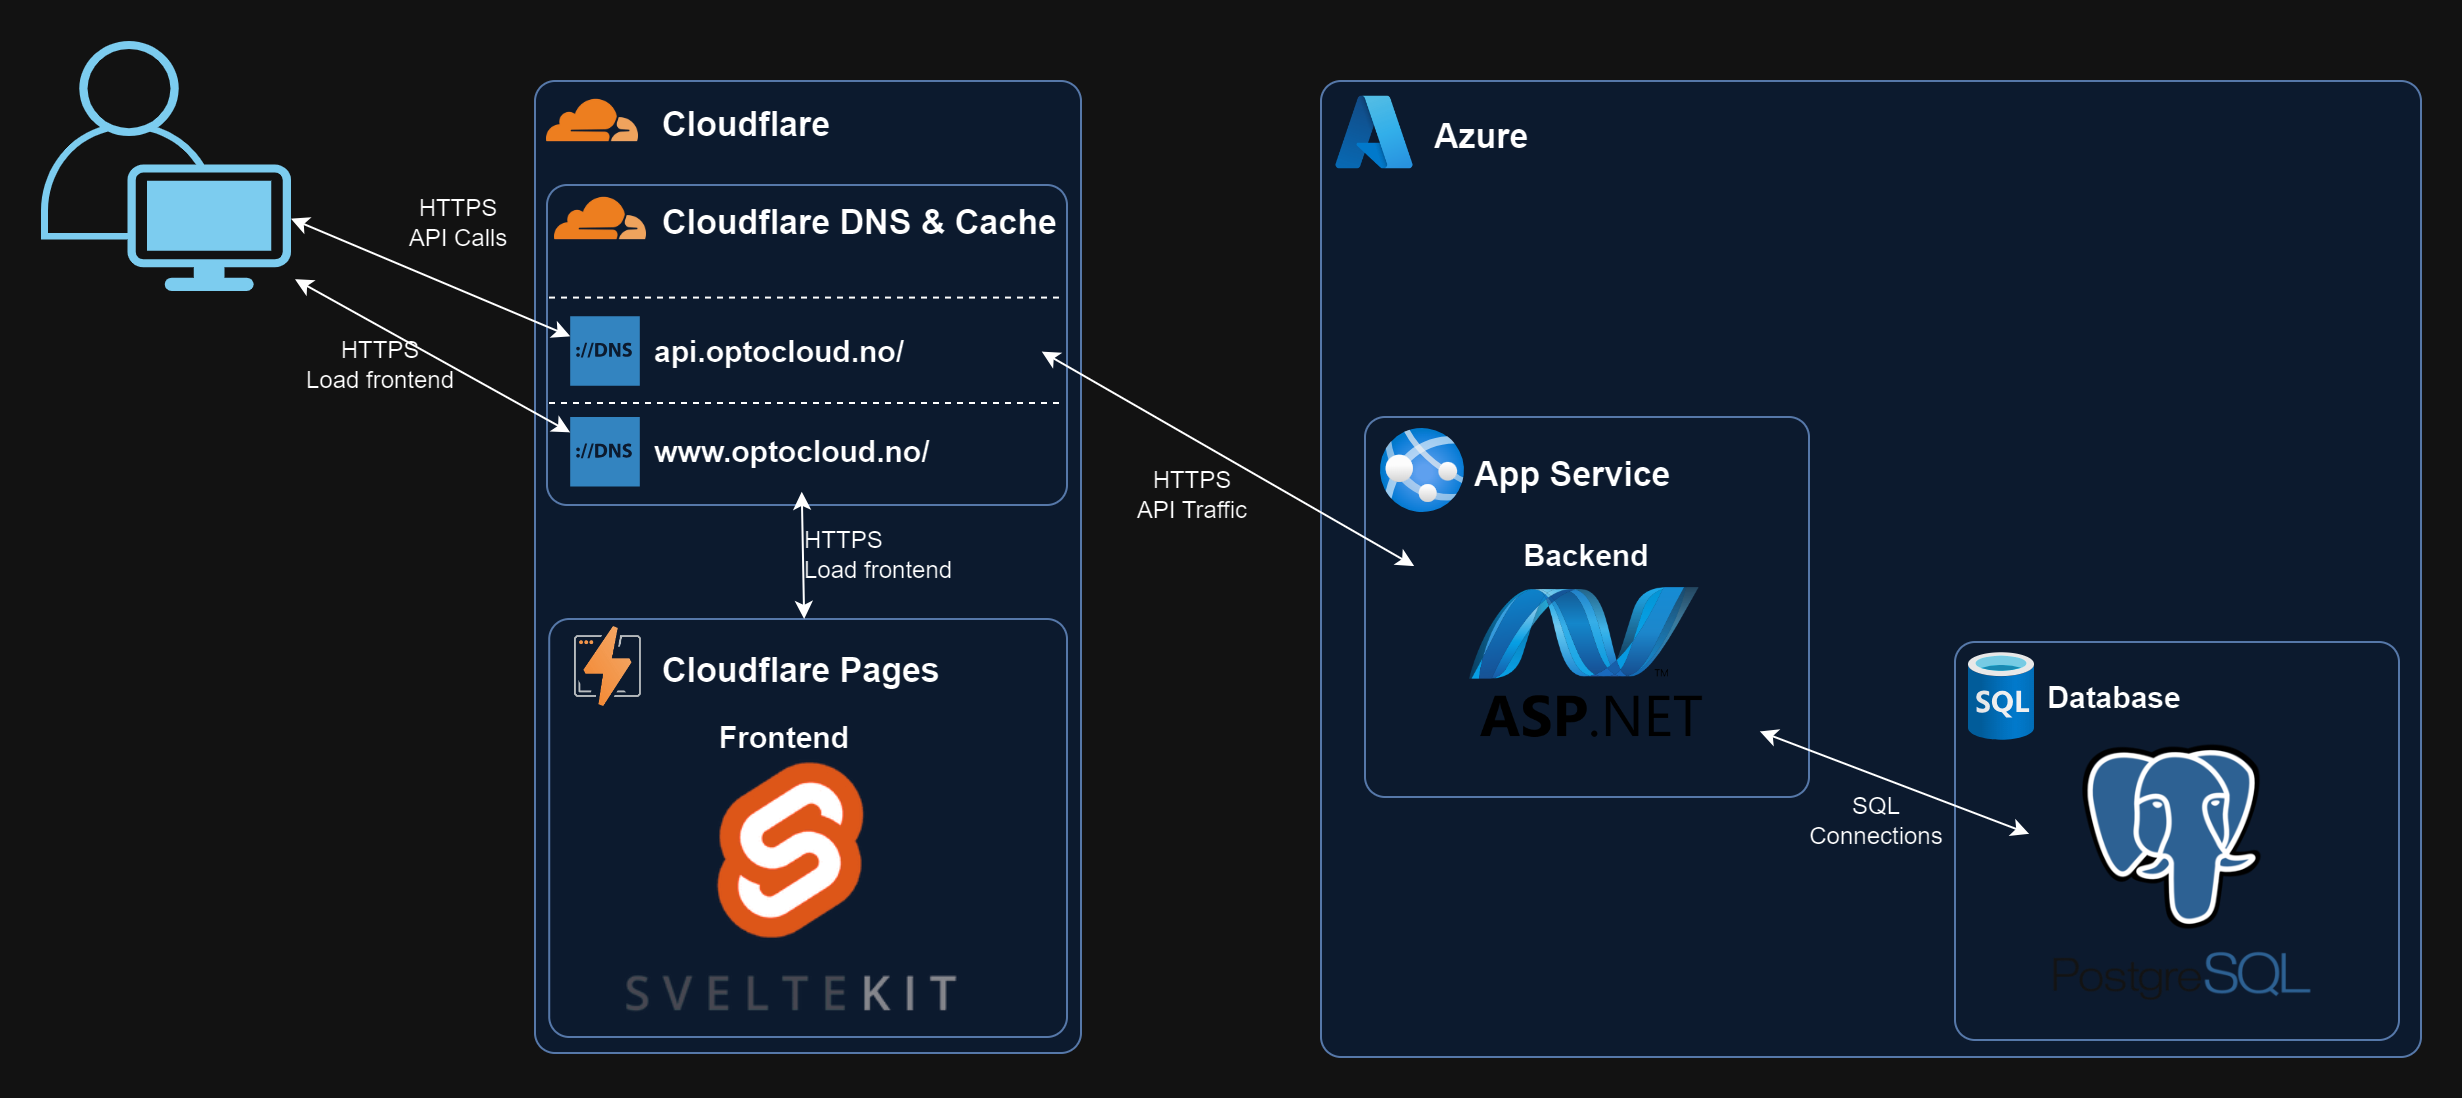 Cloudflare
Azure
Cloudflare DNS & Cache
HTTPS
API Calls
://DNS
api.optocloud.no/
HTTPS
Load frontend
://DNS
www.optocloud.no/
HTTPS
API Traffic
App Service
HTTPS
Load frontend
Backend
ASP.NET
TM
Cloudflare Pages
Frontend
SVELTEKIT
SQL
Database
SQL
Connections
PostgreSQL